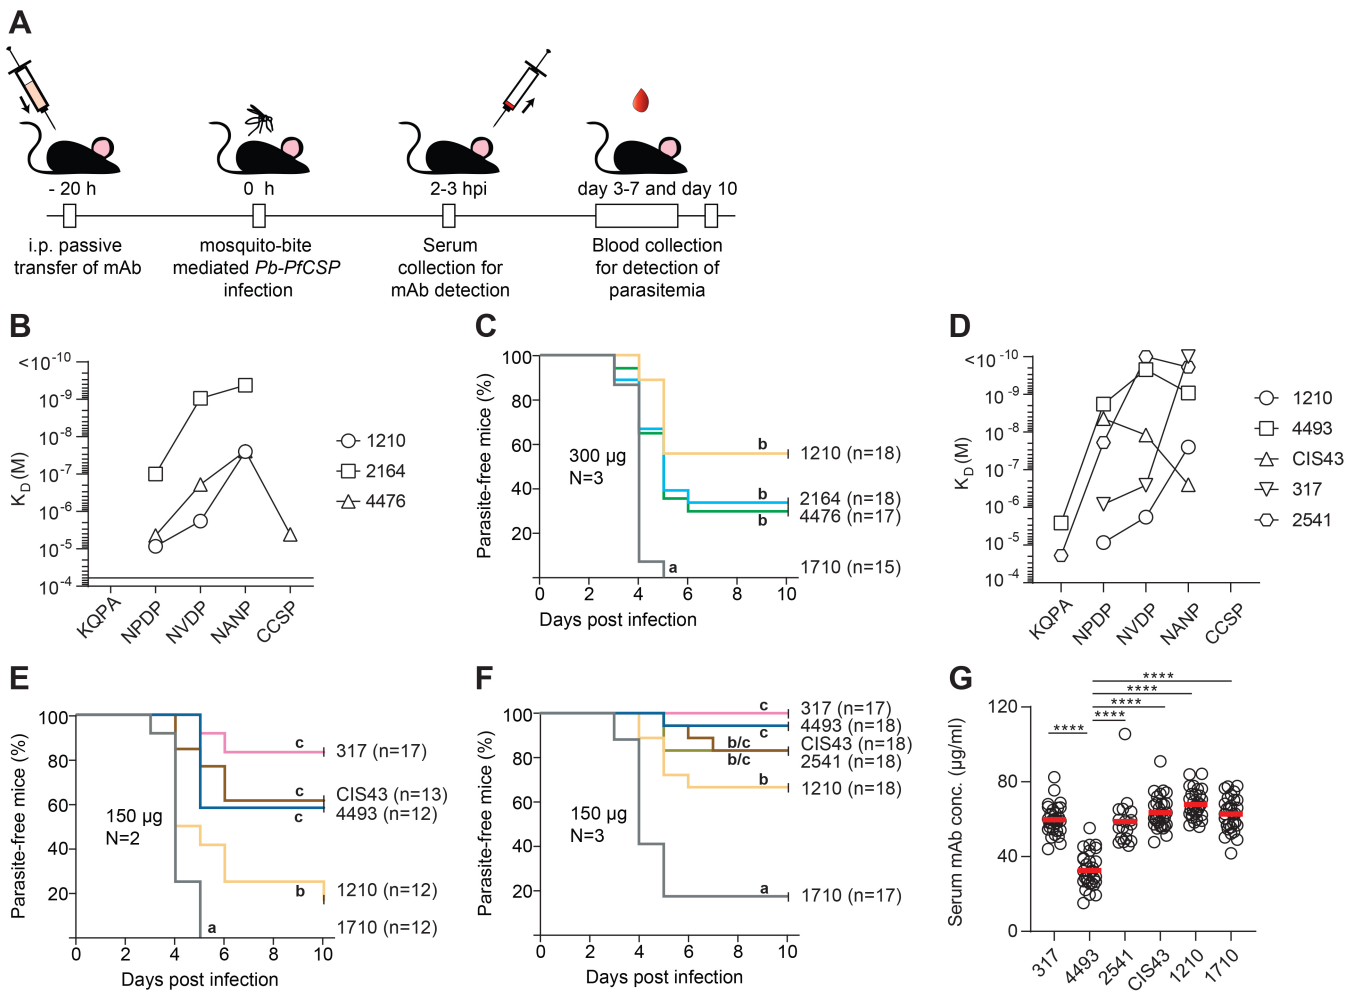 A
- 20 h
0 h
2-3 hpi
day 3-7 and day 10
i.p. passive
transfer of mAb
mosquito-bite
mediated Pb-PfCSP
infection
Serum
collection for
mAb detection
Blood collection
for detection of
parasitemia
B
K_D (M)
<10^-10
10^-9
10^-8
10^-7
10^-6
10^-5
10^-4
KQPA
NPDP
NVDP
NANP
CCSP
1210
2164
4476
C
Parasite-free mice (%)
100
80
60
40
20
300 µg
N=3
b
1210 (n=18)
b
2164 (n=18)
4476 (n=17)
b
a
1710 (n=15)
0 2 4 6 8 10
Days post infection
D
K_D (M)
<10^-10
10^-9
10^-8
10^-7
10^-6
10^-5
10^-4
KQPA
NPDP
NVDP
NANP
CCSP
1210
4493
CIS43
317
2541
E
Parasite-free mice (%)
100
80
60
40
20
150 µg
N=2
c
317 (n=17)
c
CIS43 (n=13)
4493 (n=12)
c
b
1210 (n=12)
a
1710 (n=12)
0 2 4 6 8 10
Days post infection
F
Parasite-free mice (%)
100
80
60
40
20
0
150 µg
N=3
c
317 (n=17)
4493 (n=18)
c
b/c
CIS43 (n=18)
b/c
2541 (n=18)
b
1210 (n=18)
a
1710 (n=17)
0 2 4 6 8 10
Days post infection
G
Serum mAb conc. (µg/ml)
120
80
40
0
****
****
****
****
****
317
4493
2541
CIS43
1210
1710